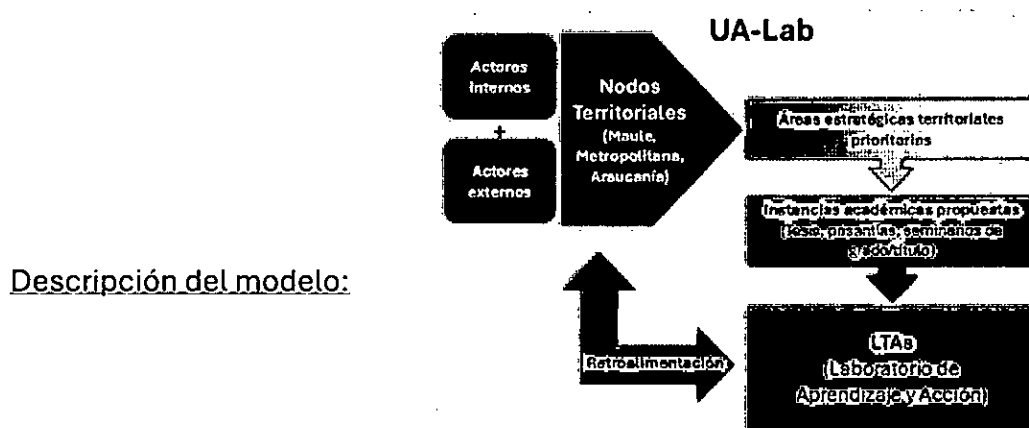 UA-Lab
Actores
Internos
+
Actores
externos
Nodos
Territoriales
(Maule,
Metropolitana,
Araucanía)
Áreas estratégicas territoriales
prioritarias
Instancias académicas propuestas
(Tesis, pasantías, seminarios de
grado/título)
LTAs
(Laboratorio de
Aprendizaje y Acción)
Retroalimentación
Descripción del modelo: